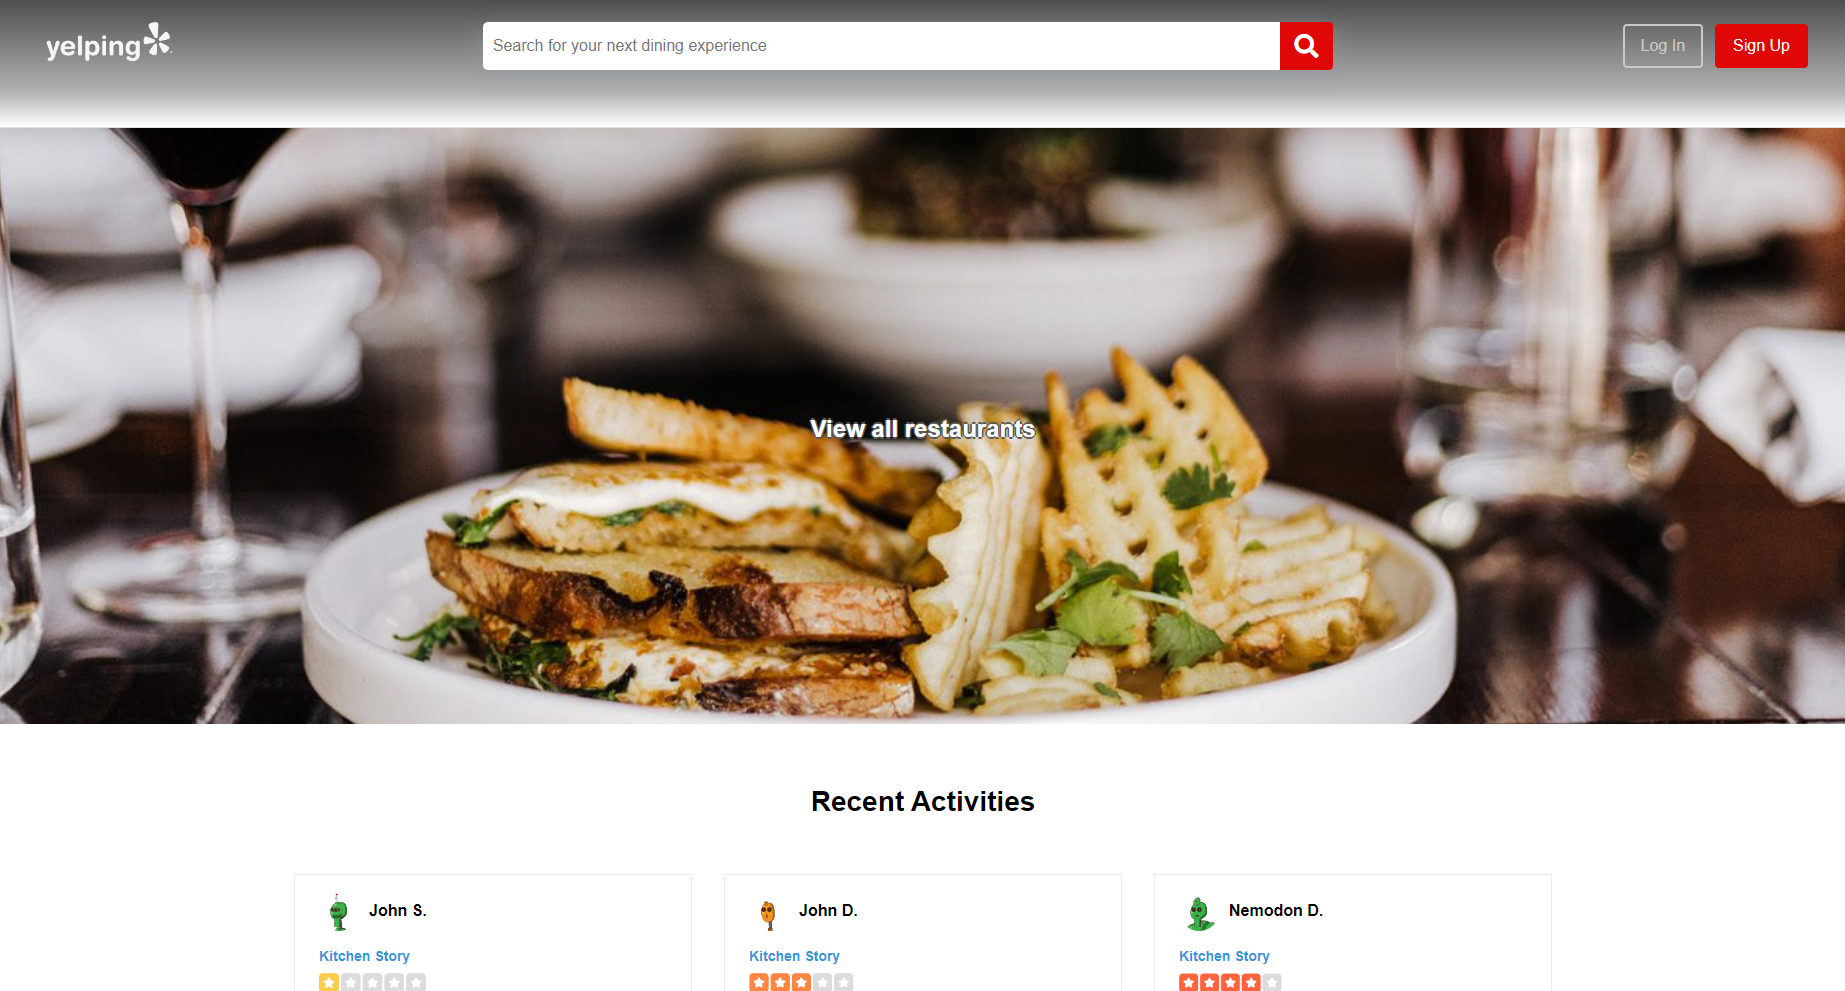 yelping
Search for your next dining experience
Log In
Sign Up
View all restaurants
Recent Activities
John S.
John D.
Nemodon D.
Kitchen Story
Kitchen Story
Kitchen Story